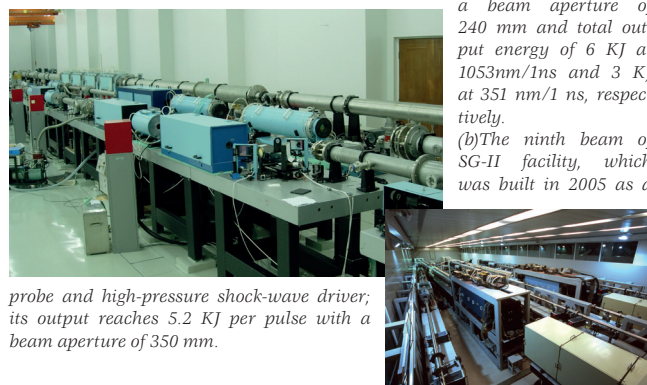 a beam aperture of
240 mm and total out-
put energy of 6 KJ at
1053nm/1ns and 3 KJ
at 351 nm/1 ns, respec-
tively.
(b)The ninth beam of
SG-II facility, which
was built in 2005 as a
probe and high-pressure shock-wave driver;
its output reaches 5.2 KJ per pulse with a
beam aperture of 350 mm.